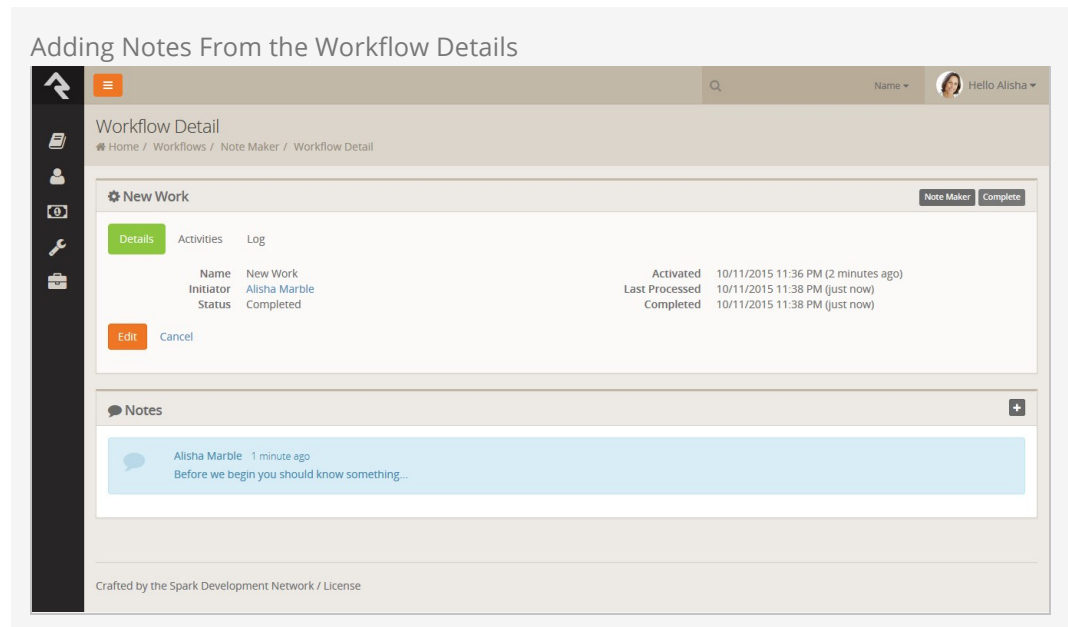 Adding Notes From the Workflow Details
Name
Hello Alisha
Workflow Detail
Home / Workflows / Note Maker / Workflow Detail
New Work
Note Maker
Complete
Details
Activities
Log
Name New Work
Initiator Alisha Marble
Status Completed
Activated 10/11/2015 11:36 PM (2 minutes ago)
Last Processed 10/11/2015 11:38 PM (just now)
Completed 10/11/2015 11:38 PM (just now)
Edit
Cancel
Notes
Alisha Marble 1 minute ago
Before we begin you should know something...
Crafted by the Spark Development Network / License